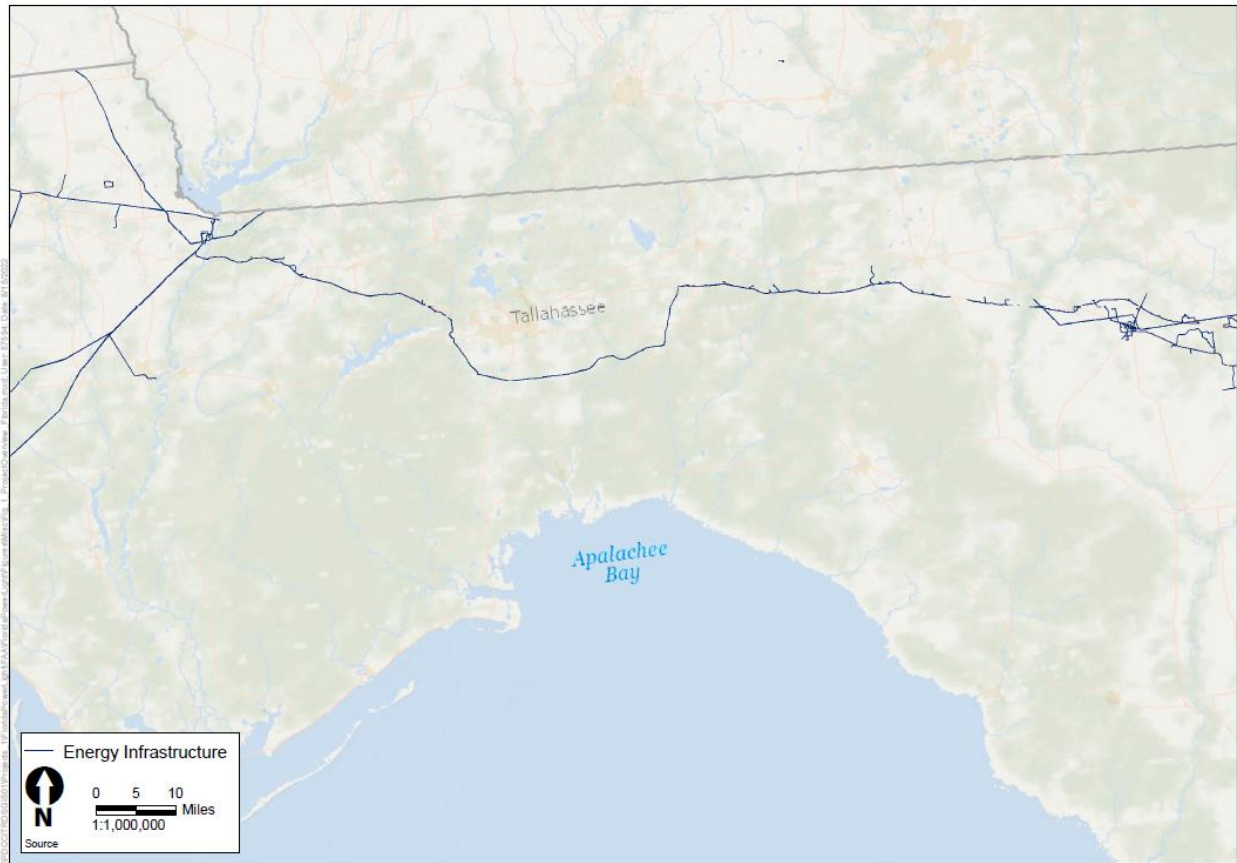 Tallahassee
Apalachee
Bay
Energy Infrastructure
N
0 5 10
Miles
1:1,000,000
Source